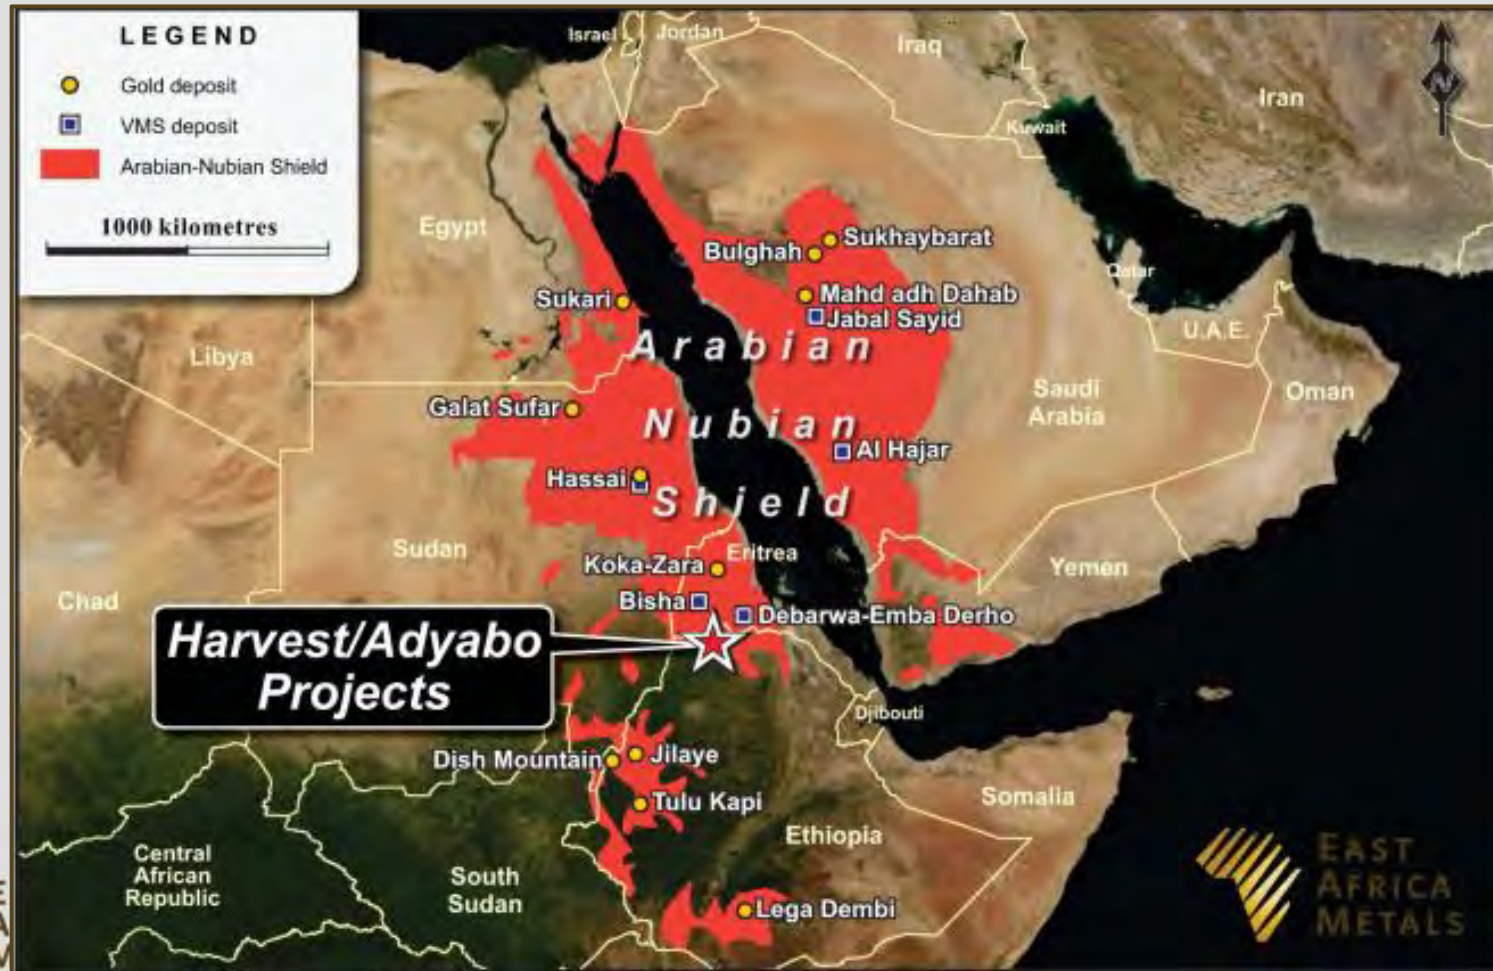 LEGEND
Gold deposit
VMS deposit
Arabian-Nubian Shield
1000 kilometres
Israel
Jordan
Iraq
Iran
Kuwait
N
Egypt
Bulghah
Sukhaybarat
Qatar
Sukari
Mahd adh Dahab
Jabal Sayid
U.A.E.
Libya
Arabian
Saudi
Arabia
Oman
Galat Sufar
Nubian
Al Hajar
Hassai
Shield
Sudan
Eritrea
Koka-Zara
Yemen
Chad
Bisha
Debarwa-Emba Derho
Harvest/Adyabo
Projects
Djibouti
Dish Mountain
Jilaye
Tulu Kapi
Somalia
Ethiopia
Central
African
Republic
South
Sudan
Lega Dembi
EAST
AFRICA
METALS
E
A
M